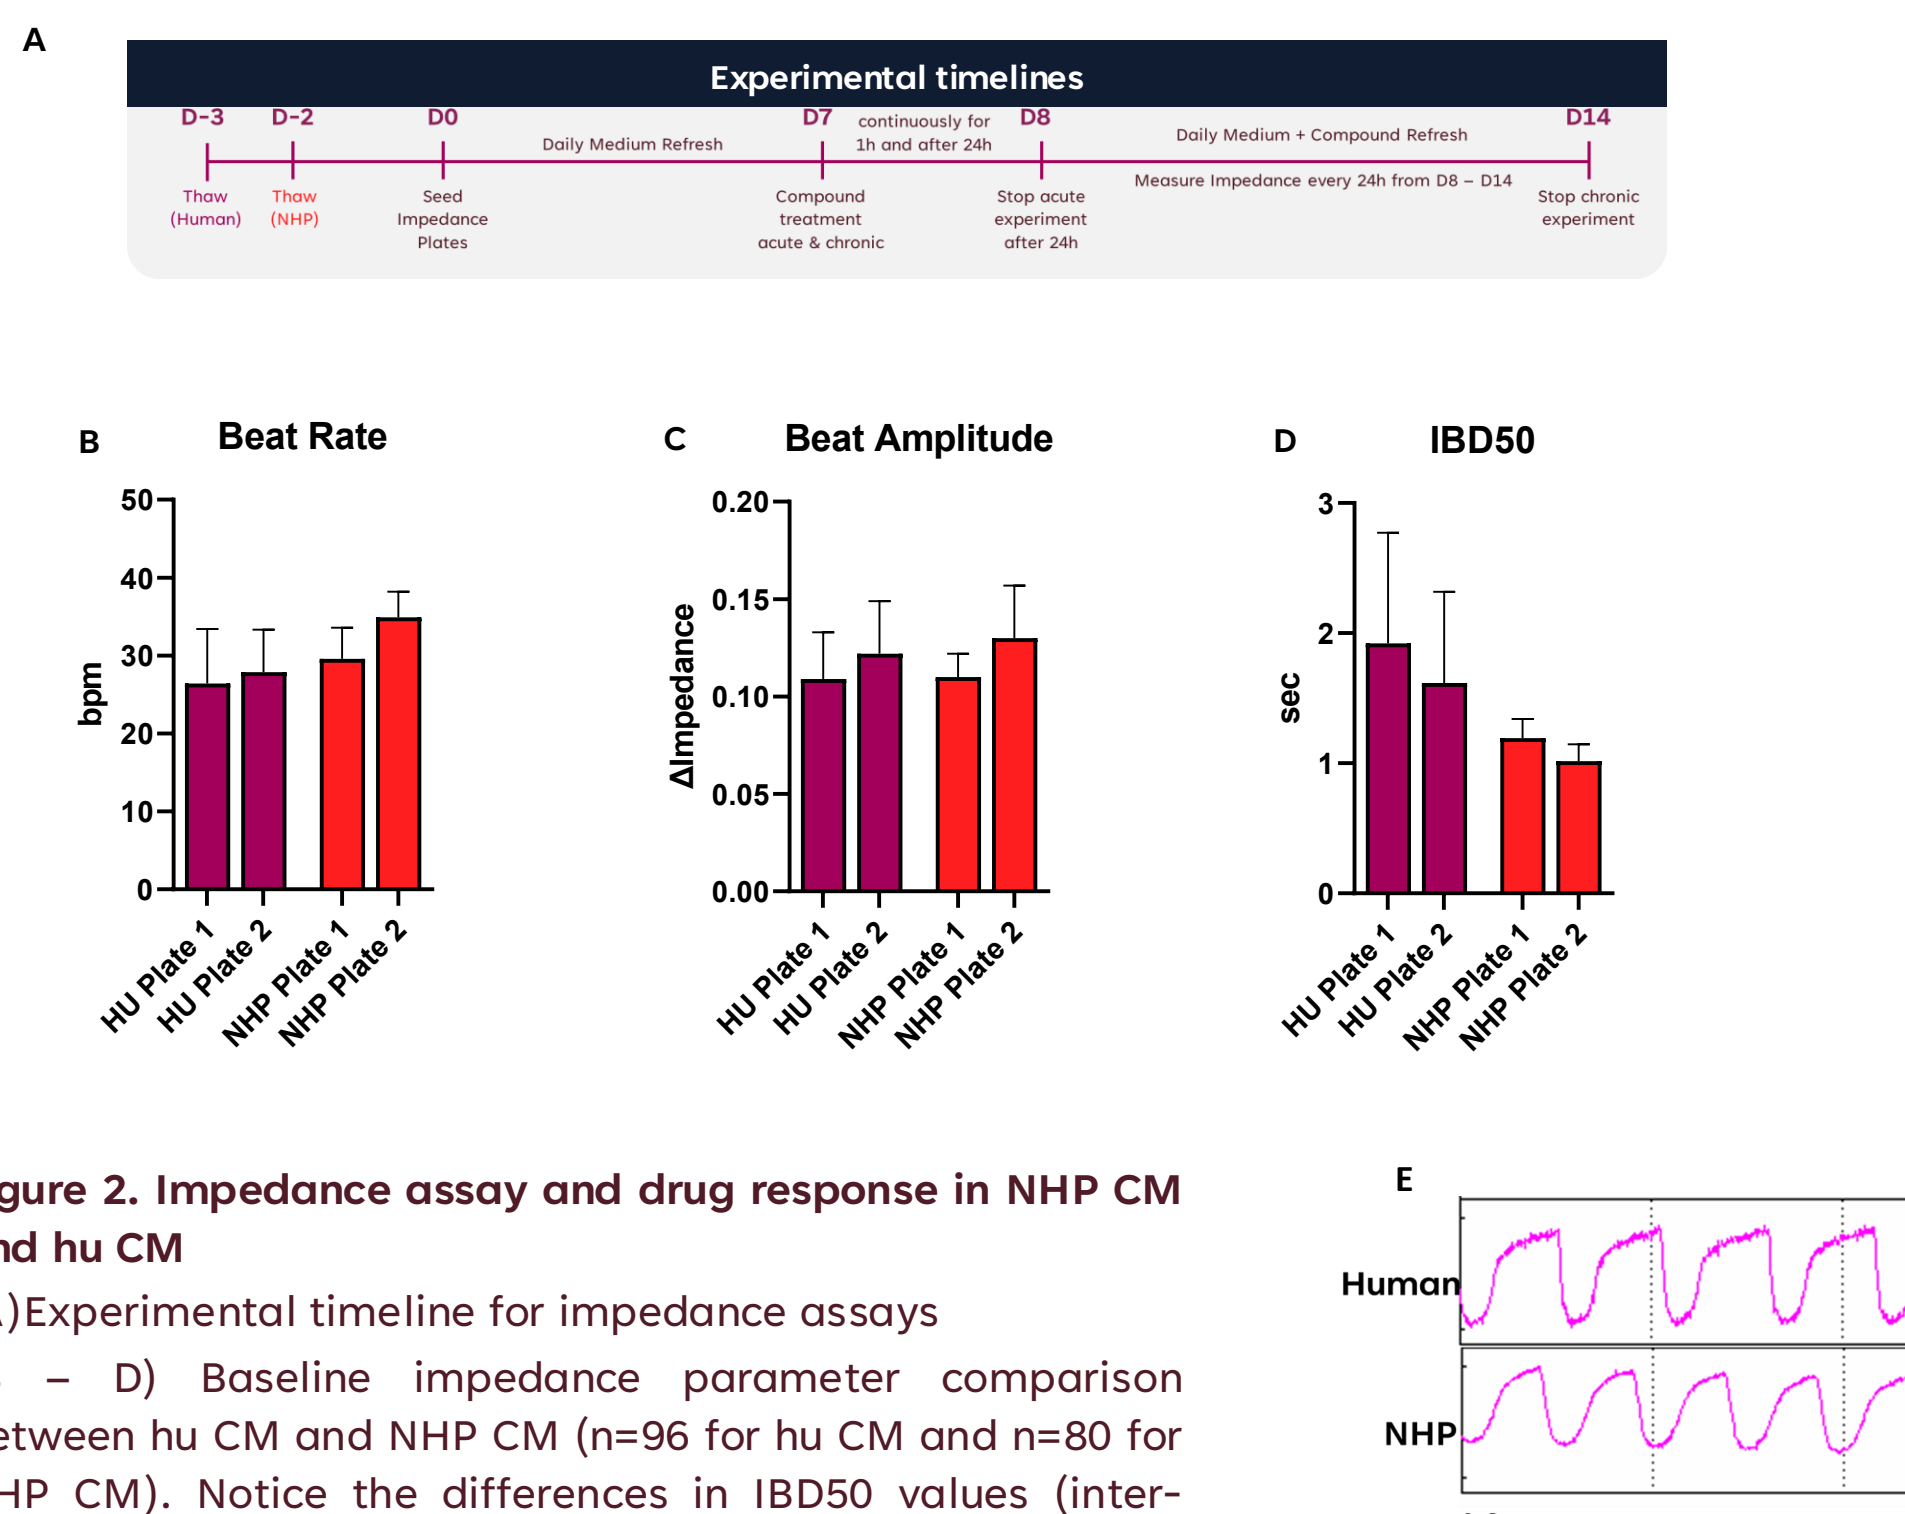 A
Experimental timelines
D-3
D-2
D0
Daily Medium Refresh
D7
continuously for
1h and after 24h
D8
Daily Medium + Compound Refresh
D14
Measure Impedance every 24h from D8 – D14
Thaw
(Human)
Thaw
(NHP)
Seed
Impedance
Plates
Compound
treatment
acute & chronic
Stop acute
experiment
after 24h
Stop chronic
experiment
B
Beat Rate
bpm
50
40
30
20
10
0
HU Plate 1
HU Plate 2
NHP Plate 1
NHP Plate 2
C
Beat Amplitude
ΔImpedance
0.20
0.15
0.10
0.05
0.00
HU Plate 1
HU Plate 2
NHP Plate 1
NHP Plate 2
D
IBD50
sec
3
2
1
0
HU Plate 1
HU Plate 2
NHP Plate 1
NHP Plate 2
gure 2. Impedance assay and drug response in NHP CM
nd hu CM
)Experimental timeline for impedance assays
– D) Baseline impedance parameter comparison
etween hu CM and NHP CM (n=96 for hu CM and n=80 for
HP CM). Notice the differences in IBD50 values (inter-
E
Human
NHP